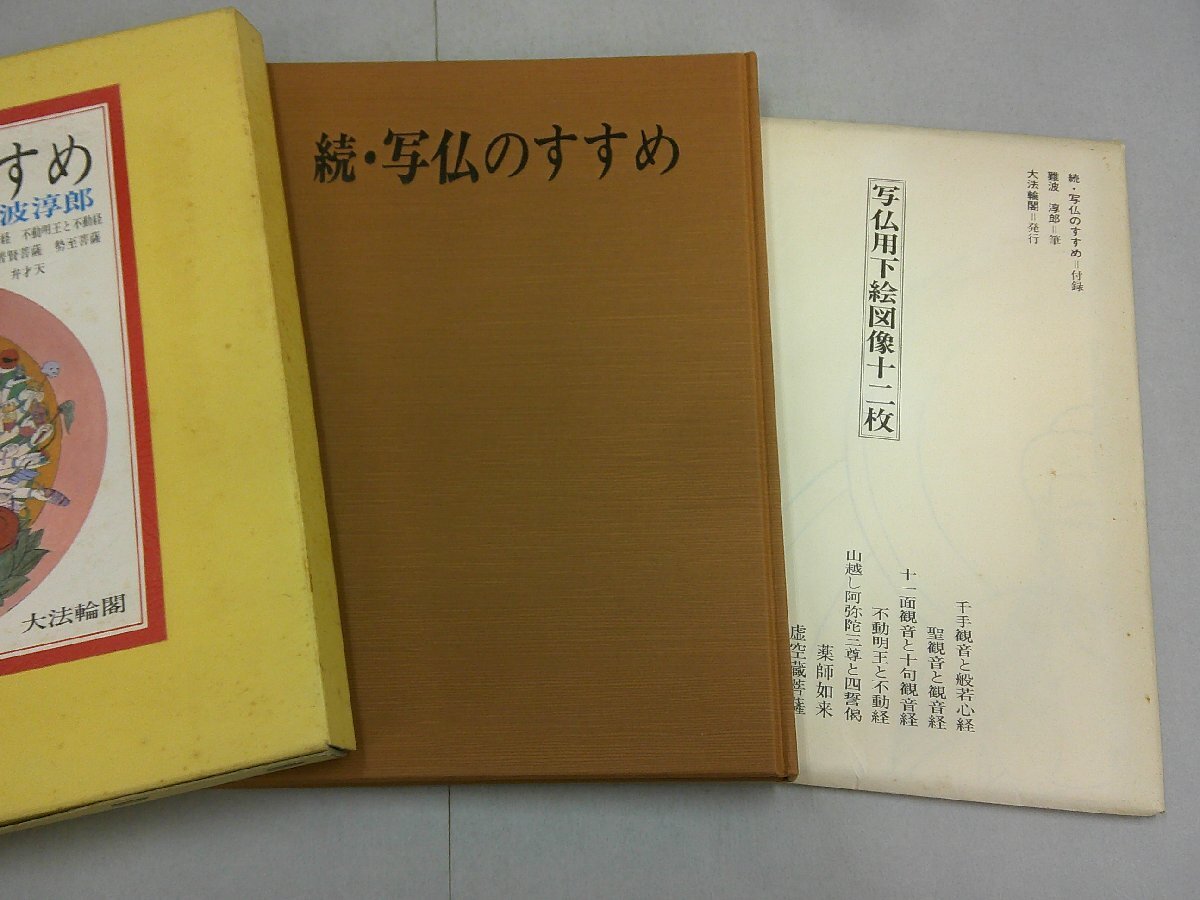 すめ
波淳郎
経 不動明王と不動経
普賢菩薩 勢至菩薩
弁才天
大法輪閣
続・写仏のすすめ
続・写仏のすすめ=付録
難波 淳郎=筆
大法輪閣=発行
写仏用下絵図像十二枚
千手観音と般若心経
聖観音と観音経
十一面観音と十句観音経
不動明王と不動経
山越し阿弥陀三尊と四誓偈
薬師如来
虚空蔵菩薩